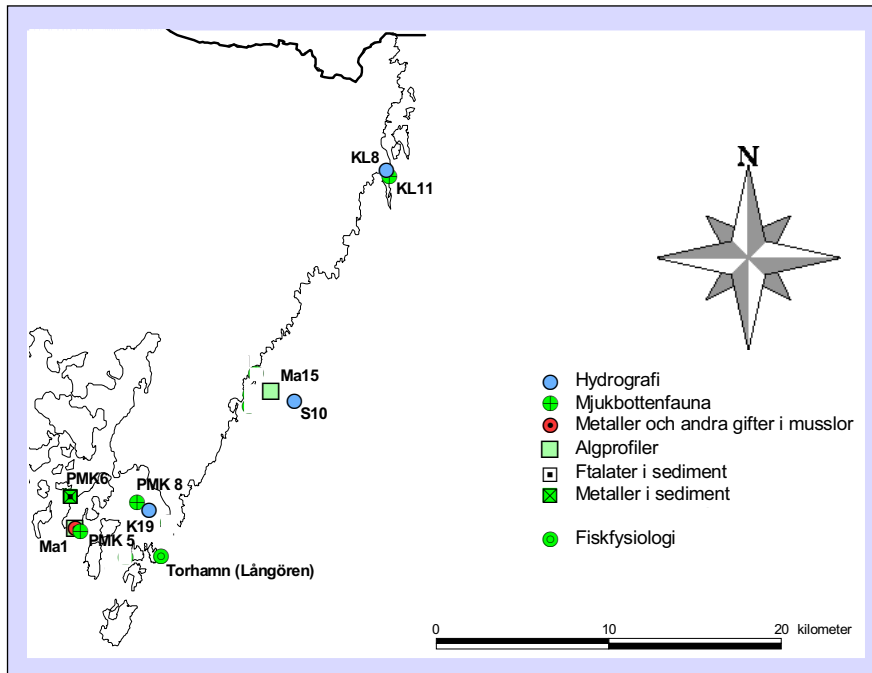 N
KL8
KL11
Ma15
S10
Hydrografi
Mjukbottenfauna
Metaller och andra gifter i musslor
Algprofiler
Ftalater i sediment
Metaller i sediment
Fiskfysiologi
PMK6
PMK 8
K19
Ma1
PMK 5
Torhamn (Långören)
0 10 20 kilometer